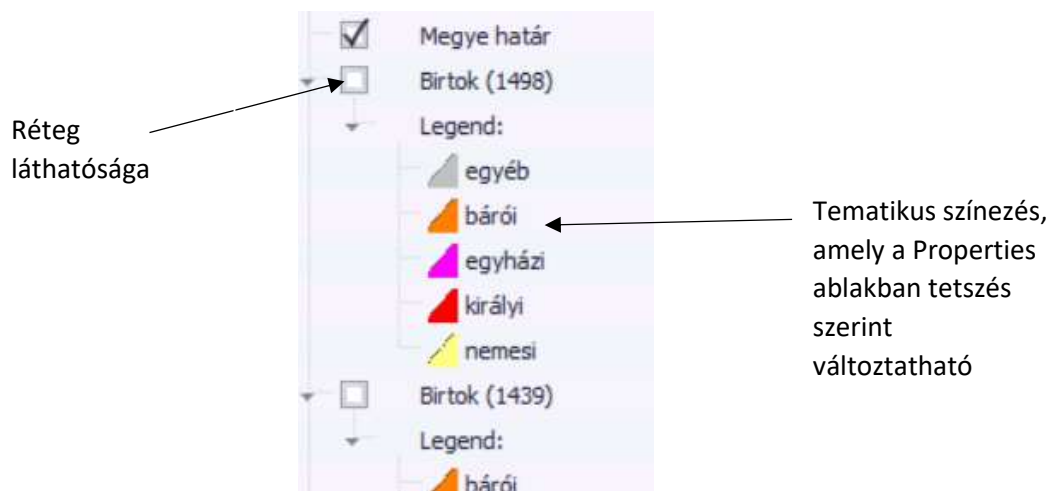 Megye határ
Birtok (1498)
Réteg
láthatósága
Legend:
egyéb
bárói
egyházi
királyi
nemesi
Tematikus színezés,
amely a Properties
ablakban tetszés
szerint
változtatható
Birtok (1439)
Legend:
bárói